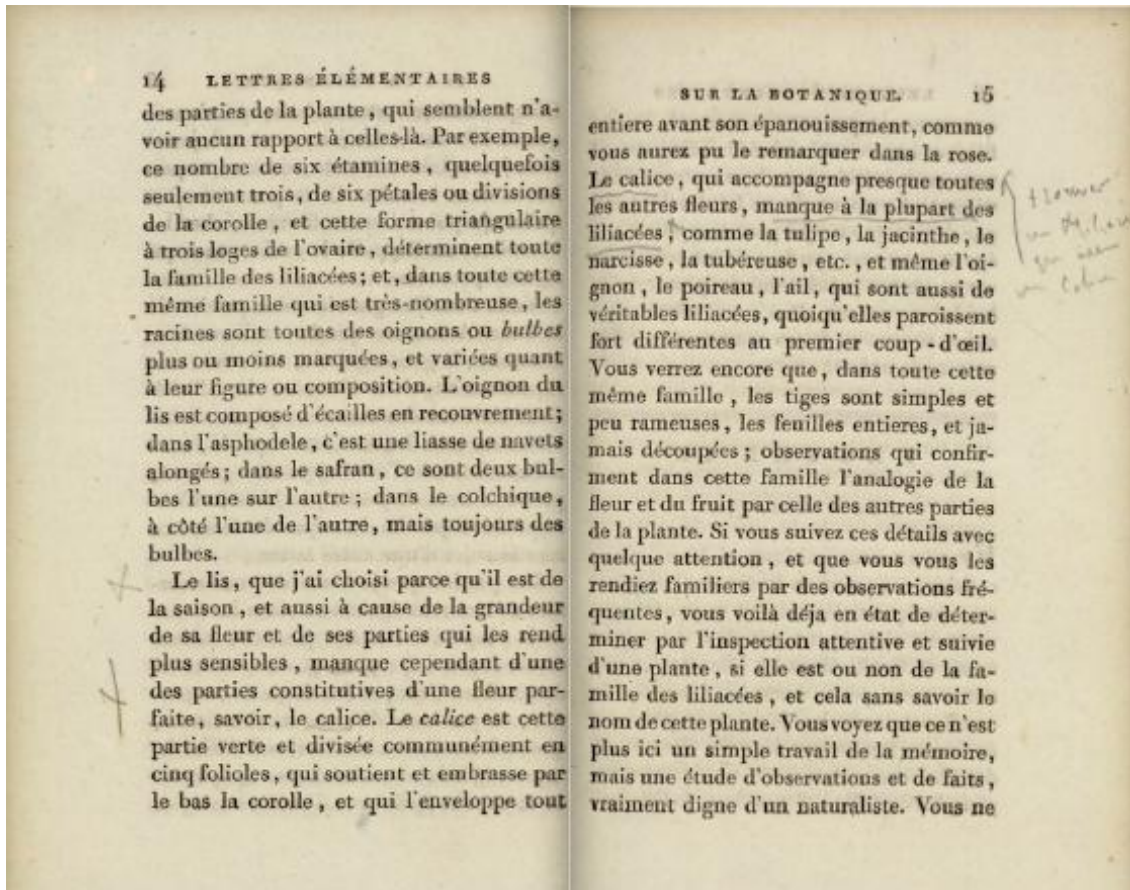 14 LETTRES ÉLÉMENTAIRES
des parties de la plante, qui semblent n'a-
voir aucun rapport à celles-là. Par exemple,
ce nombre de six étamines, quelquefois
seulement trois, de six pétales ou divisions
de la corolle, et cette forme triangulaire
à trois loges de l'ovaire, déterminent toute
la famille des liliacées; et, dans toute cette
même famille qui est très-nombreuse, les
racines sont toutes des oignons ou bulbes
plus ou moins marquées, et variées quant
à leur figure ou composition. L'oignon du
lis est composé d'écailles en recouvrement;
dans l'asphodele, c'est une liasse de navets
alongés; dans le safran, ce sont deux bul-
bes l'une sur l'autre; dans le colchique,
à côté l'une de l'autre, mais toujours des
bulbes.
Le lis, que j'ai choisi parce qu'il est de
la saison, et aussi à cause de la grandeur
de sa fleur et de ses parties qui les rend
plus sensibles, manque cependant d'une
des parties constitutives d'une fleur par-
faite, savoir, le calice. Le calice est cette
partie verte et divisée communément en
cinq folioles, qui soutient et embrasse par
le bas la corolle, et qui l'enveloppe tout
SUR LA BOTANIQUE. 15
entiere avant son épanouissement, comme
vous aurez pu le remarquer dans la rose.
Le calice, qui accompagne presque toutes
les autres fleurs, manque à la plupart des
liliacées, comme la tulipe, la jacinthe, le
narcisse, la tubéreuse, etc., et même l'oi-
gnon, le poireau, l'ail, qui sont aussi de
véritables liliacées, quoiqu'elles paroissent
fort différentes au premier coup-d'œil.
Vous verrez encore que, dans toute cette
même famille, les tiges sont simples et
peu rameuses, les feuilles entieres, et ja-
mais découpées; observations qui confir-
ment dans cette famille l'analogie de la
fleur et du fruit par celle des autres parties
de la plante. Si vous suivez ces détails avec
quelque attention, et que vous vous les
rendiez familiers par des observations fré-
quentes, vous voilà déja en état de déter-
miner par l'inspection attentive et suivie
d'une plante, si elle est ou non de la fa-
mille des liliacées, et cela sans savoir le
nom de cette plante. Vous voyez que ce n'est
plus ici un simple travail de la mémoire,
mais une étude d'observations et de faits,
vraiment digne d'un naturaliste. Vous ne